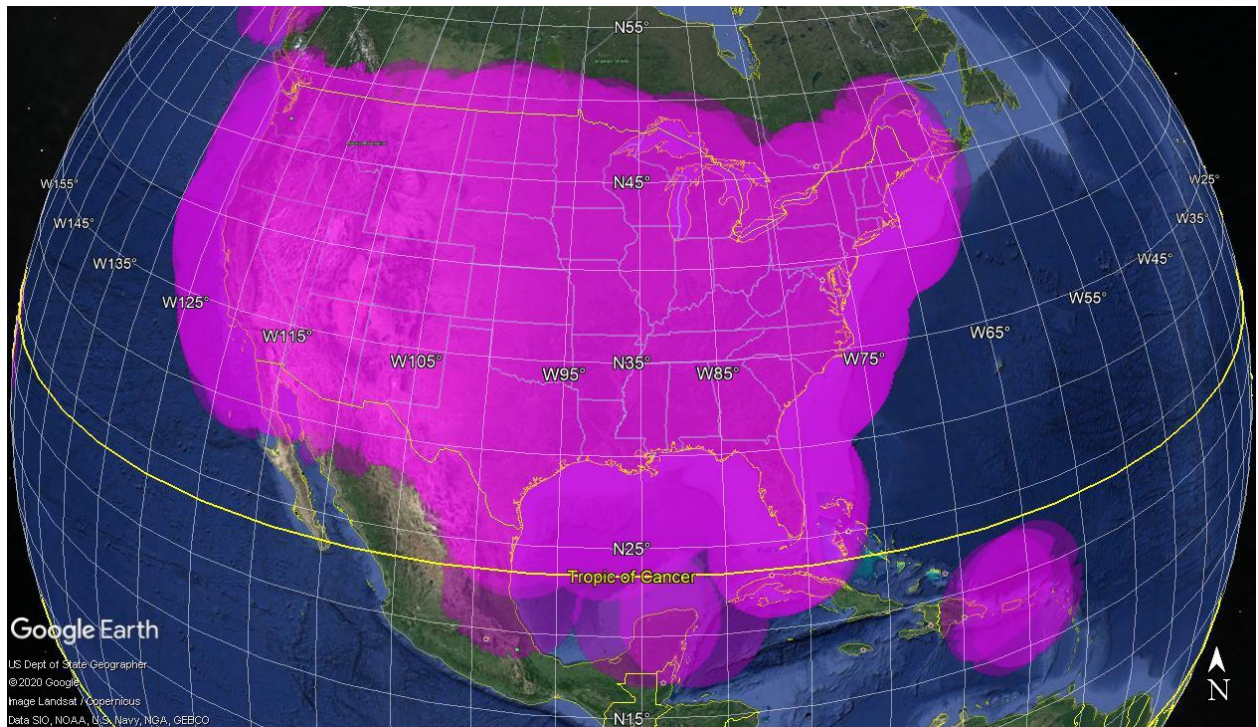 N55°
N45°
W155°
W25°
W145°
W35°
W135°
W45°
W125°
W55°
W115°
W65°
W105°
W95°
N35°
W85°
W75°
N25°
Tropic of Cancer
Google Earth
US Dept of State Geographer
© 2020 Google
Image Landsat / Copernicus
Data SIO, NOAA, U.S. Navy, NGA, GEBCO
N
N15°